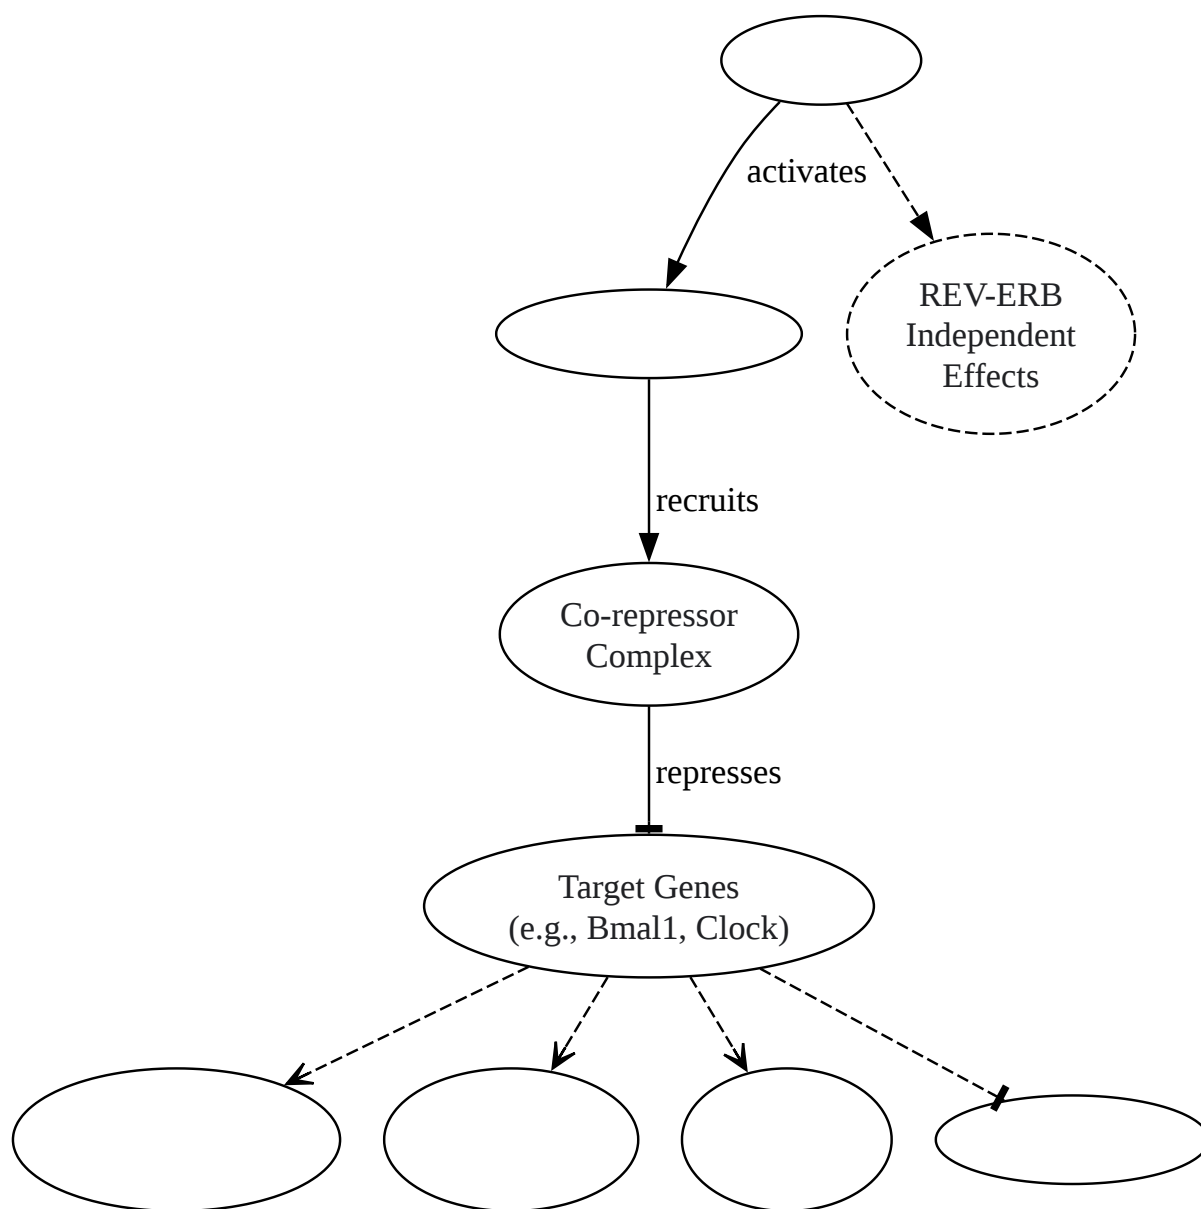 activates
REV-ERB
Independent
Effects
recruits
Co-repressor
Complex
represses
Target Genes
(e.g., Bmal1, Clock)